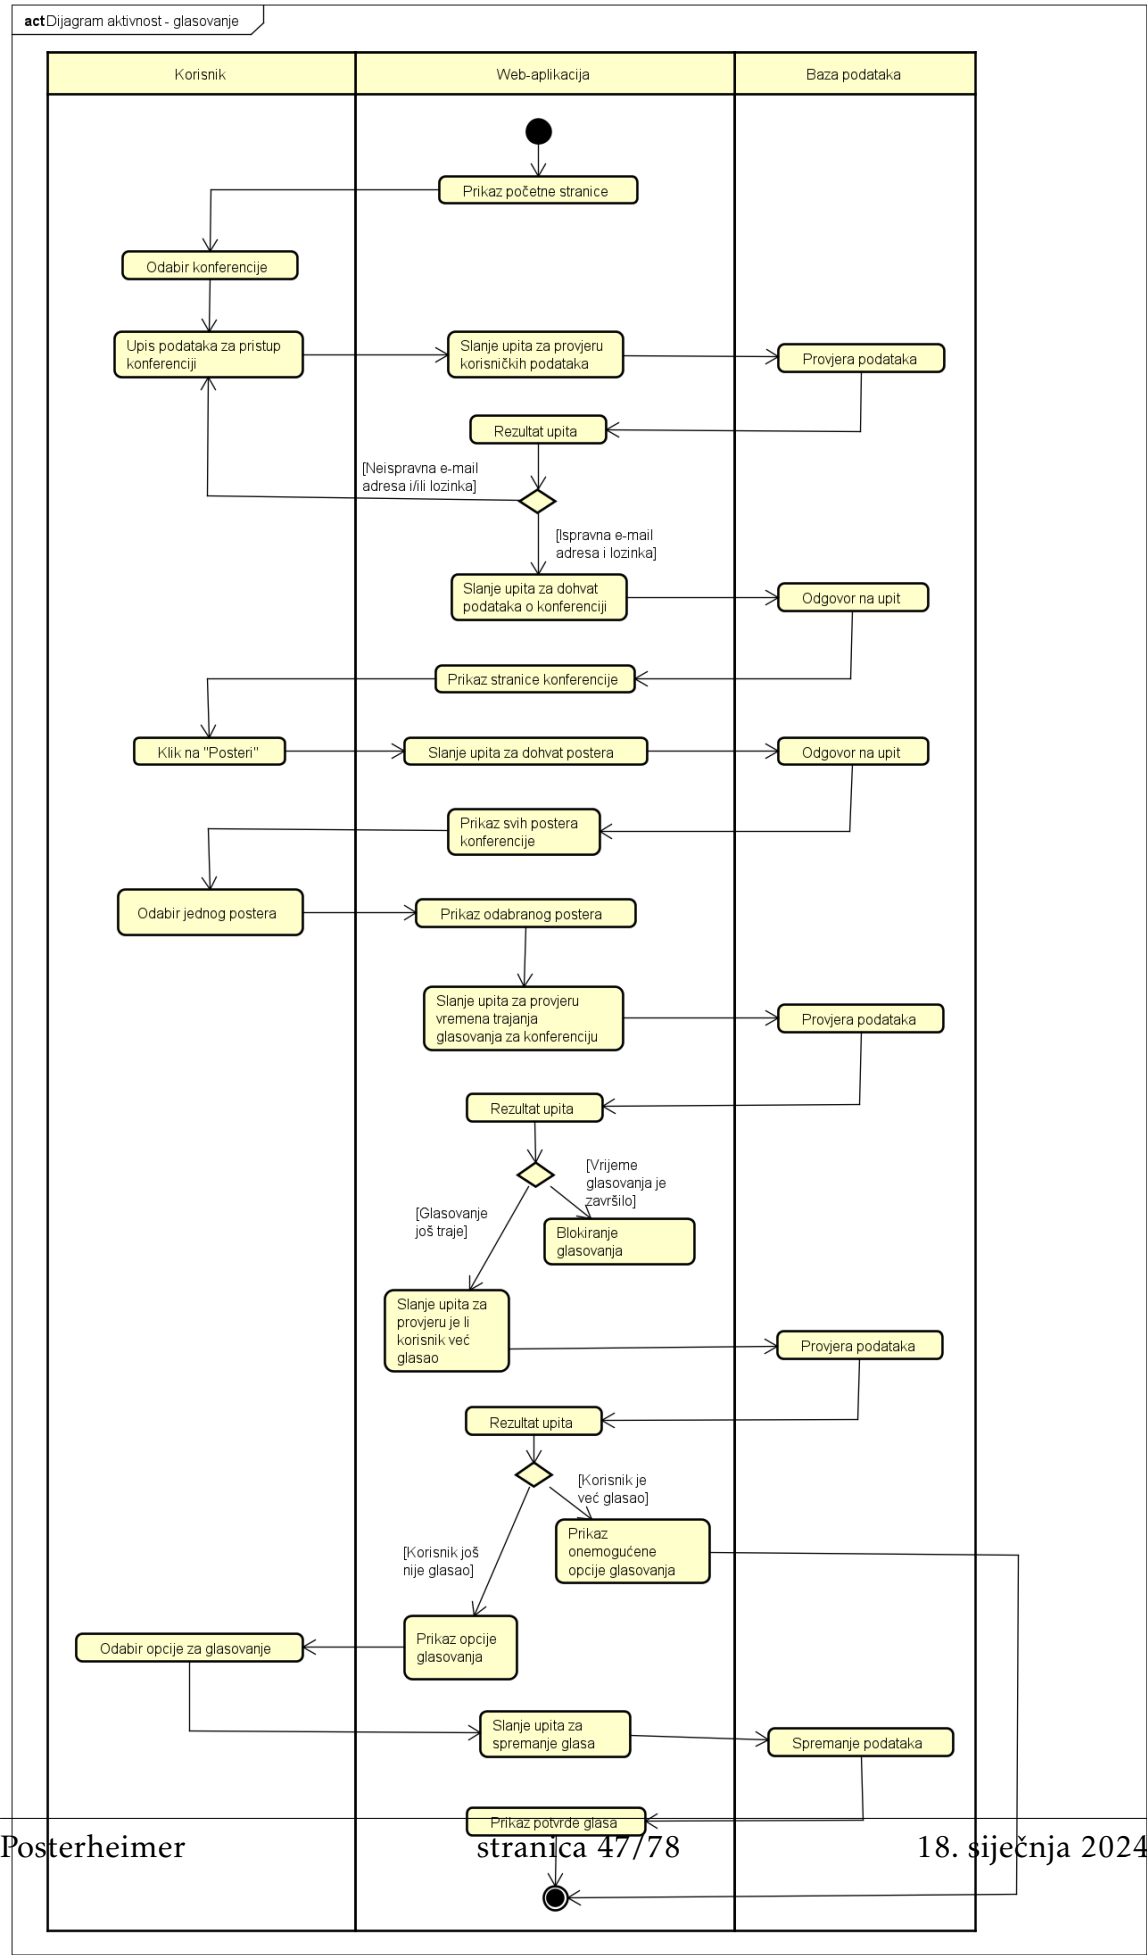 act Dijagram aktivnost - glasovanje
Korisnik
Web-aplikacija
Baza podataka
Prikaz početne stranice
Odabir konferencije
Upis podataka za pristup
konferenciji
Slanje upita za provjeru
korisničkih podataka
Provjera podataka
Rezultat upita
[Neispravna e-mail
adresa i/ili lozinka]
[Ispravna e-mail
adresa i lozinka]
Slanje upita za dohvat
podataka o konferenciji
Odgovor na upit
Prikaz stranice konferencije
Klik na "Posteri"
Slanje upita za dohvat postera
Odgovor na upit
Prikaz svih postera
konferencije
Odabir jednog postera
Prikaz odabranog postera
Slanje upita za provjeru
vremena trajanja
glasovanja za konferenciju
Provjera podataka
Rezultat upita
[Vrijeme
glasovanja je
završilo]
[Glasovanje
još traje]
Blokiranje
glasovanja
Slanje upita za
provjeru je li
korisnik već
glasao
Provjera podataka
Rezultat upita
[Korisnik je
već glasao]
[Korisnik još
nije glasao]
Prikaz
onemogućene
opcije glasovanja
Prikaz opcije
glasovanja
Odabir opcije za glasovanje
Slanje upita za
spremanje glasa
Spremanje podataka
Prikaz potvrde glasa
Posterheimer
stranica 47/78
18. siječnja 2024